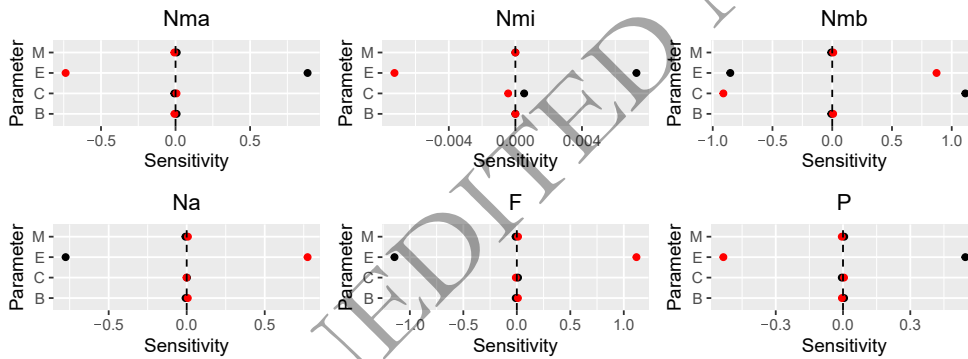 Nma
Nmi
Nmb
Parameter
M
E
C
B
−0.5
0.0
0.5
Sensitivity
Parameter
M
E
C
B
−0.004
0.000
0.004
Sensitivity
Parameter
M
E
C
B
−1.0
−0.5
0.0
0.5
1.0
Sensitivity
Na
F
P
Parameter
M
E
C
B
−0.5
0.0
0.5
Sensitivity
Parameter
M
E
C
B
−1.0
−0.5
0.0
0.5
1.0
Sensitivity
Parameter
M
E
C
B
−0.3
0.0
0.3
Sensitivity
EDITED